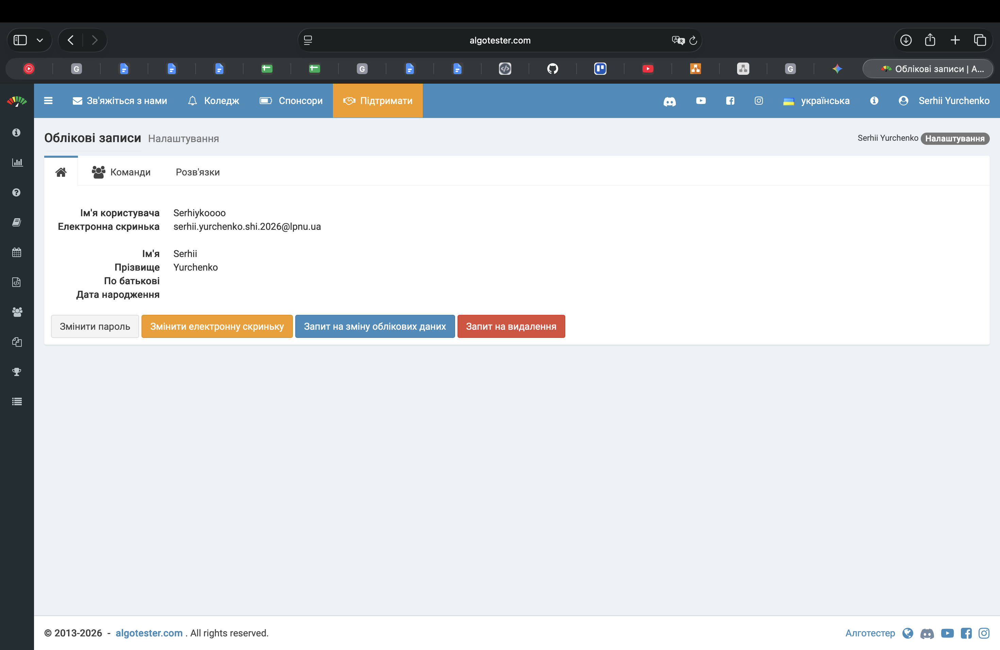 algotester.com
Облікові записи | А...
Зв'яжіться з нами
Коледж
Спонсори
Підтримати
українська
Serhii Yurchenko
Облікові записи Налаштування
Serhii Yurchenko Налаштування
Команди
Розв'язки
Ім'я користувача Serhiykoooo
Електронна скринька serhii.yurchenko.shi.2026@lpnu.ua
Ім'я Serhii
Прізвище Yurchenko
По батькові
Дата народження
Змінити пароль
Змінити електронну скриньку
Запит на зміну облікових даних
Запит на видалення
© 2013-2026 - algotester.com . All rights reserved.
Алготестер